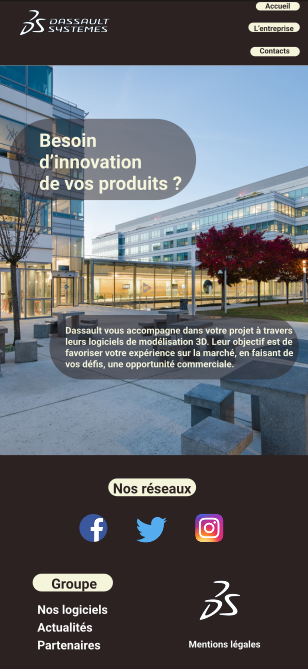 DASSAULT
SYSTEMES
Accueil
L'entreprise
Contacts
Besoin
d'innovation
de vos produits ?
Dassault vous accompagne dans votre projet à travers
leurs logiciels de modélisation 3D. Leur objectif est de
favoriser votre expérience sur la marché, en faisant de
vos défis, une opportunité commerciale.
Nos réseaux
Groupe
Nos logiciels
Actualités
Partenaires
Mentions légales